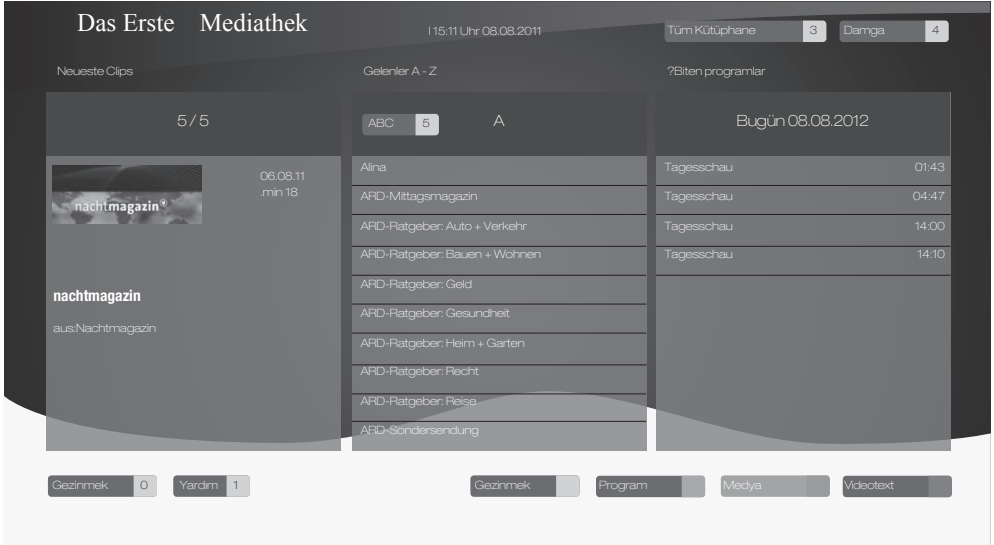 Das Erste Mediathek
| 15:11 Uhr 08.08.2011
Tüm Kütüphane 3
Damga 4
Neueste Clips
Gelenler A - Z
?Biten programlar
5 / 5
ABC 5 A
Bugün 08.08.2012
nachtmagazin
06.08.11
.min 18
nachtmagazin
aus:Nachtmagazin
Alina
ARD-Mittagsmagazin
ARD-Ratgeber: Auto + Verkehr
ARD-Ratgeber: Bauen + Wohnen
ARD-Ratgeber: Geld
ARD-Ratgeber: Gesundheit
ARD-Ratgeber: Heim + Garten
ARD-Ratgeber: Recht
ARD-Ratgeber: Reise
ARD-Sondersendung
Tagesschau 01:43
Tagesschau 04:47
Tagesschau 14:00
Tagesschau 14:10
Gezinmek 0
Yardım 1
Gezinmek
Program
Medya
Videotext